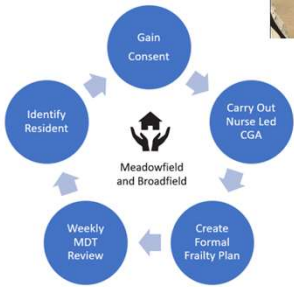 Gain
Consent
Carry Out
Nurse Led
CGA
Create
Formal
Frailty Plan
Weekly
MDT
Review
Identify
Resident
Meadowfield
and Broadfield